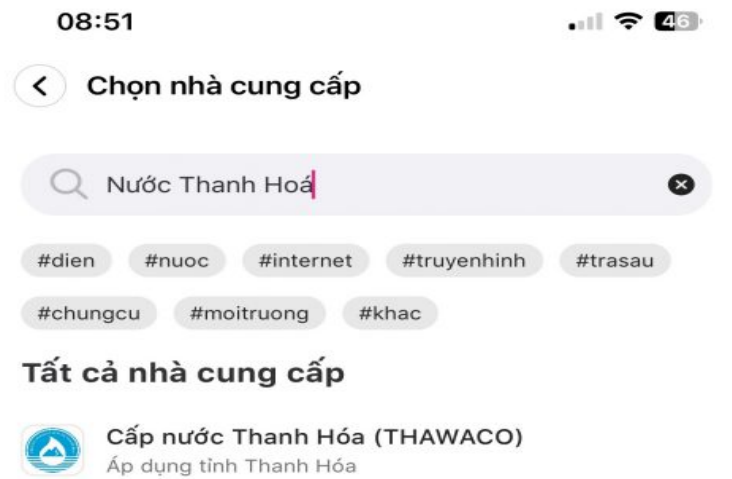 08:51
46
Chọn nhà cung cấp
Nước Thanh Hoá
#dien #nuoc #internet #truyenhinh #trasau
#chungcu #moitruong #khac
Tất cả nhà cung cấp
Cấp nước Thanh Hóa (THAWACO)
Áp dụng tỉnh Thanh Hóa